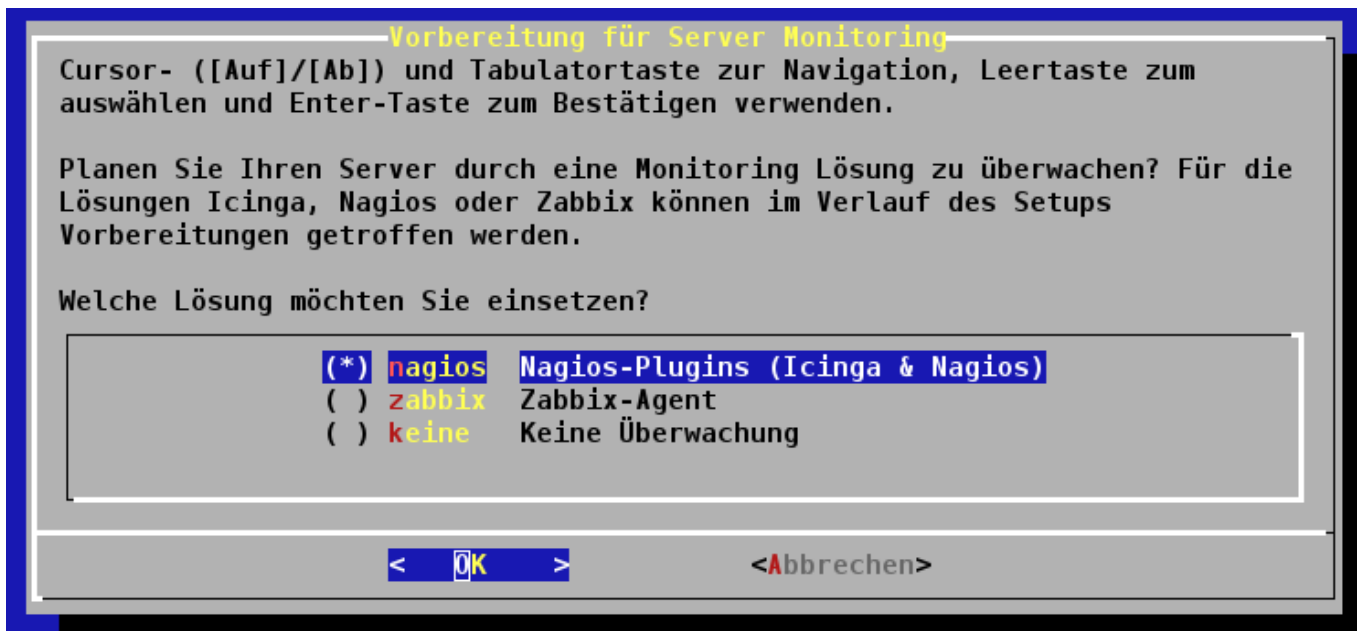 Vorbereitung für Server Monitoring
Cursor- ([Auf]/[Ab]) und Tabulatortaste zur Navigation, Leertaste zum
auswählen und Enter-Taste zum Bestätigen verwenden.
Planen Sie Ihren Server durch eine Monitoring Lösung zu überwachen? Für die
Lösungen Icinga, Nagios oder Zabbix können im Verlauf des Setups
Vorbereitungen getroffen werden.
Welche Lösung möchten Sie einsetzen?
(*) nagios Nagios-Plugins (Icinga & Nagios)
( ) zabbix Zabbix-Agent
( ) keine Keine Überwachung
< OK > <Abbrechen>